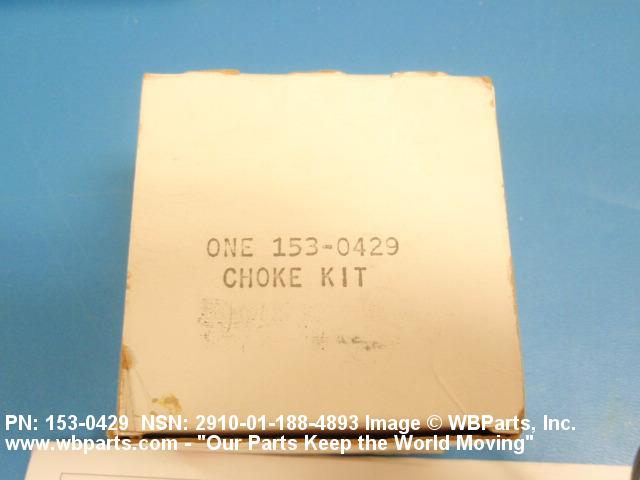 ONE 153-0429
CHOKE KIT
PN: 153-0429 NSN: 2910-01-188-4893 Image © WBParts, Inc.
www.wbparts.com - "Our Parts Keep the World Moving"